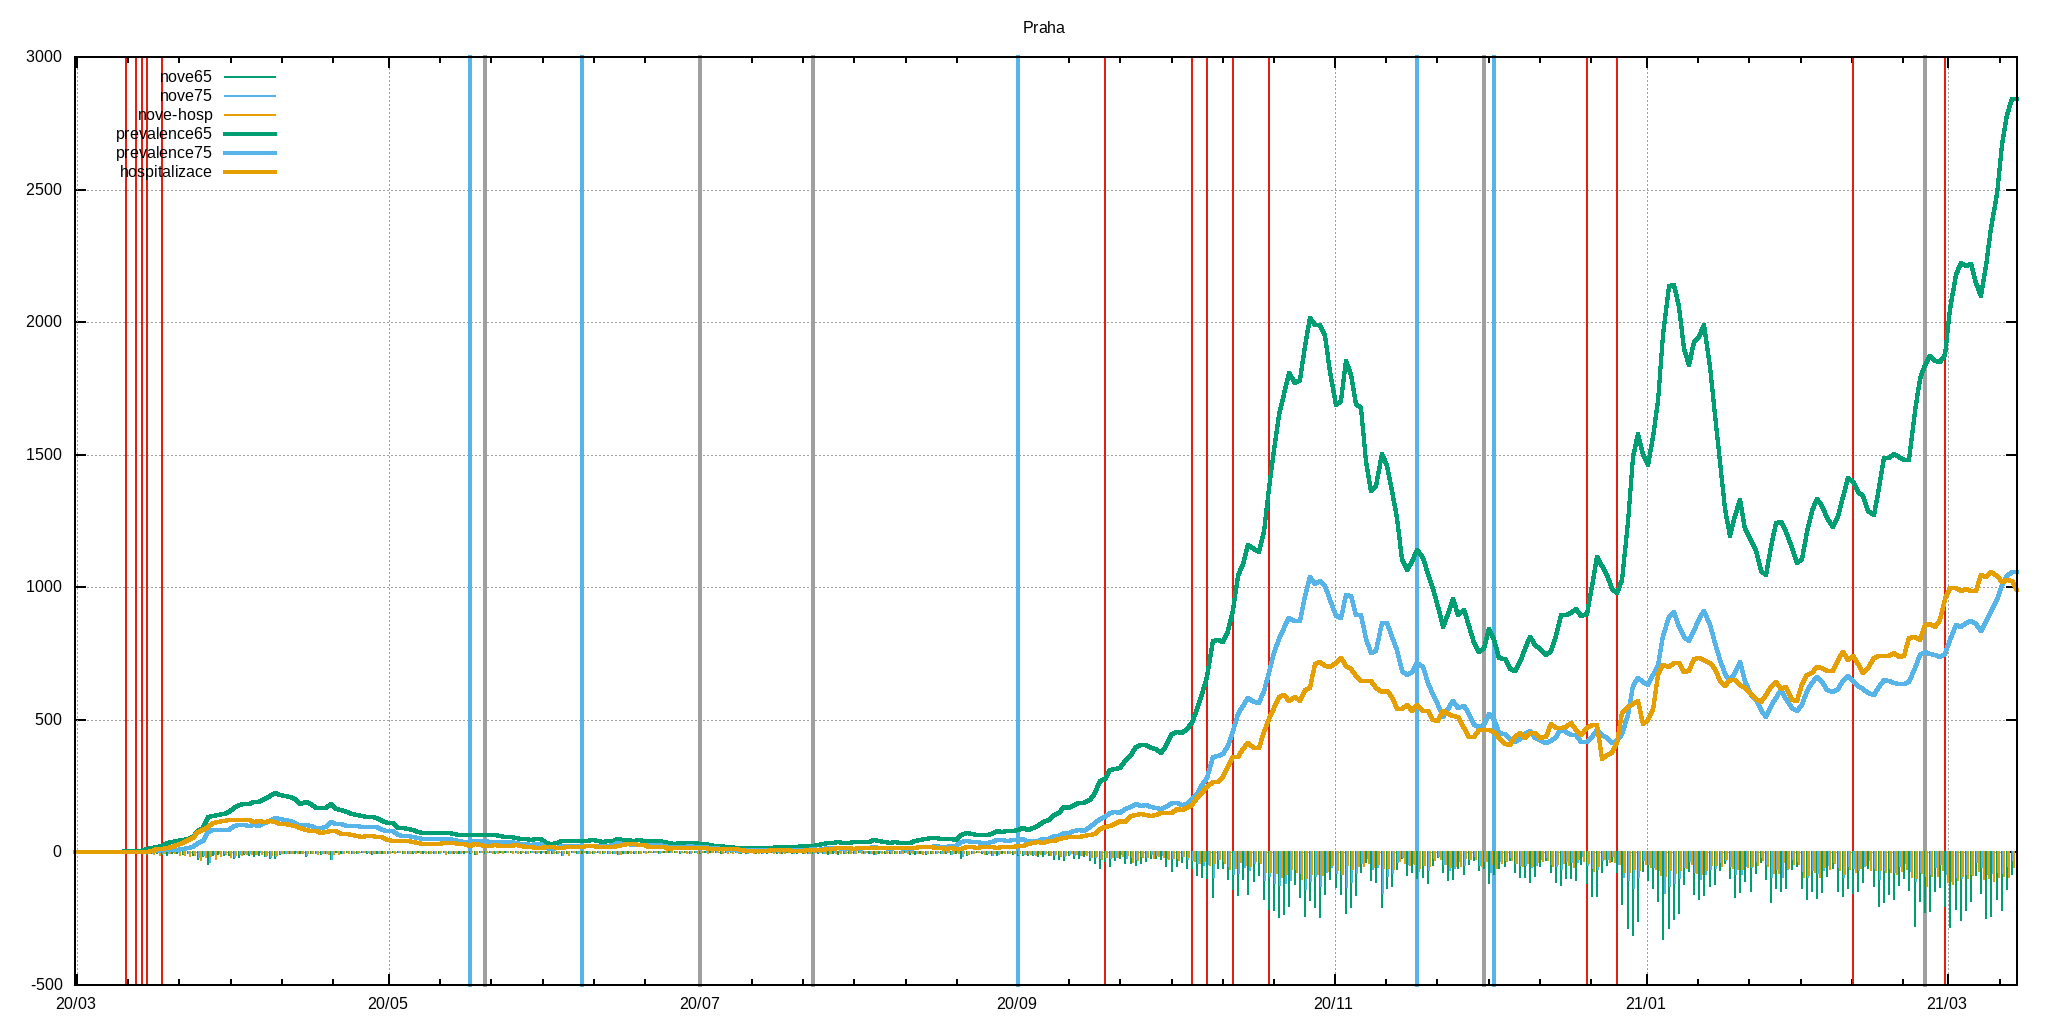 Praha
3000
nove65
nove75
nove-hosp
prevalence65
prevalence75
hospitalizace
2500
2000
1500
1000
500
0
-500
20/03 20/05 20/07 20/09 20/11 21/01 21/03